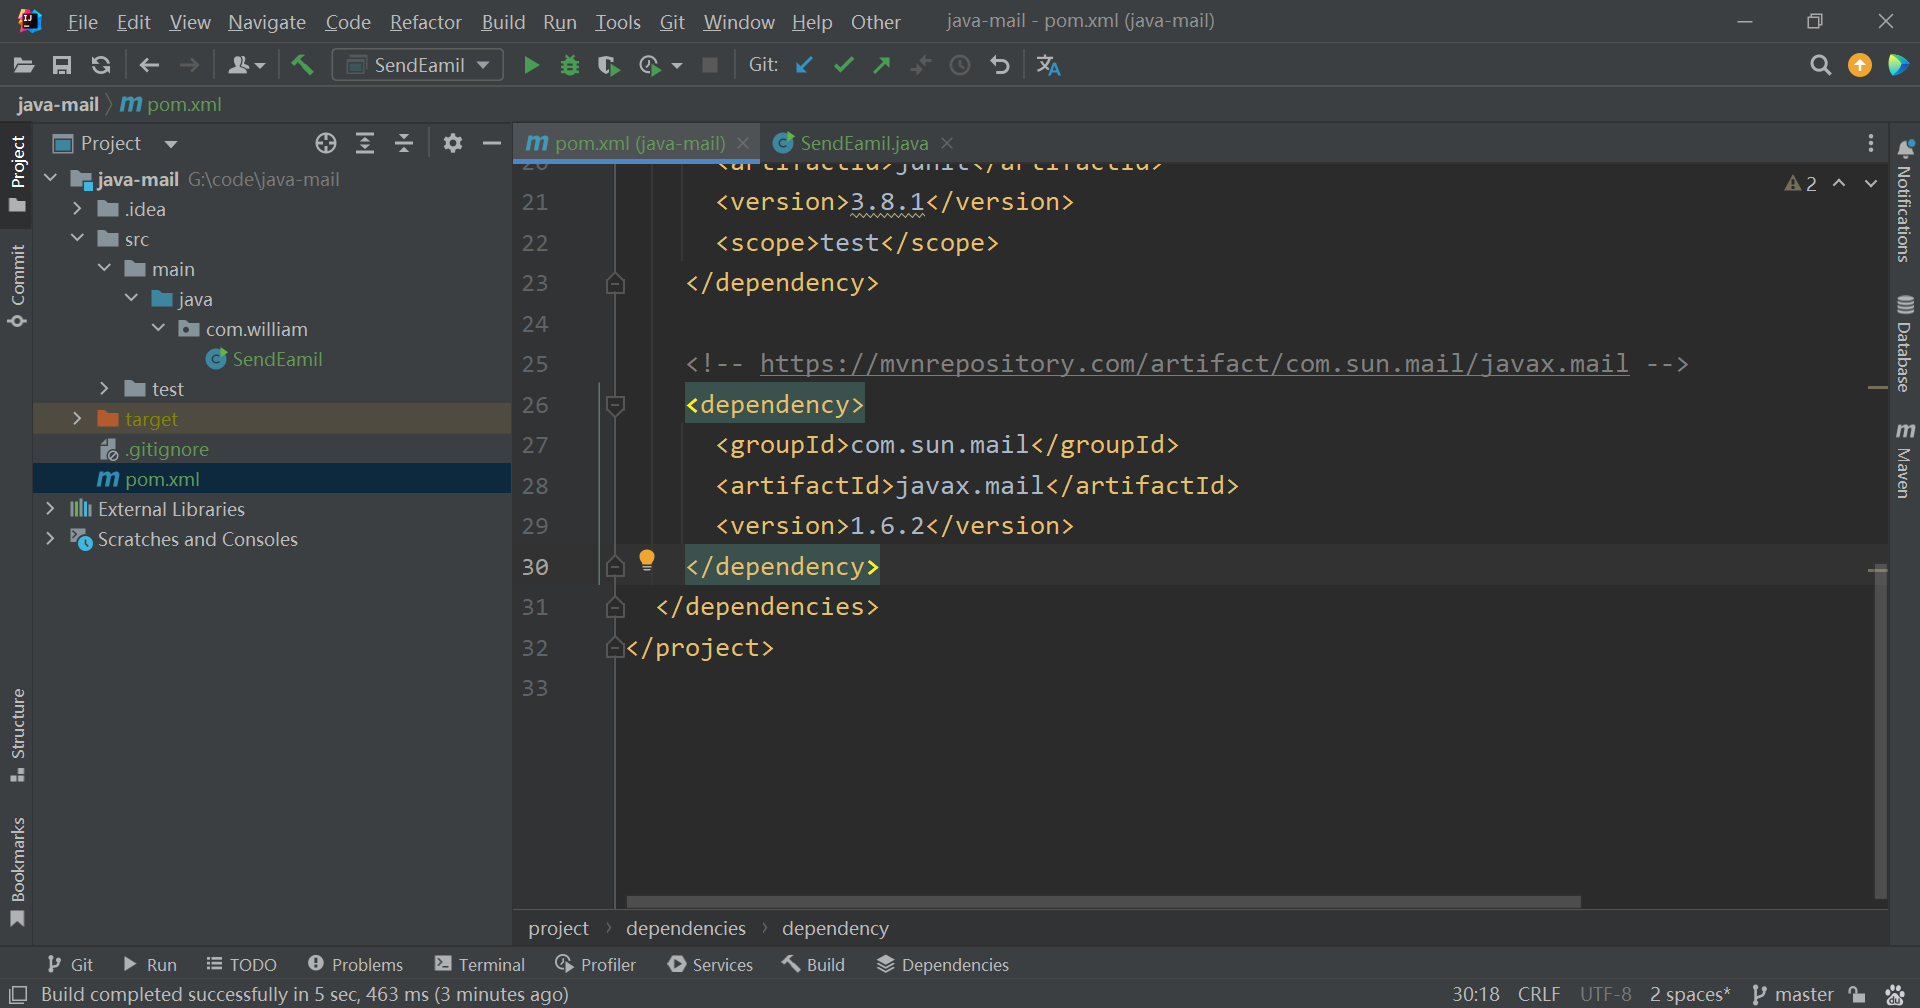 File Edit View Navigate Code Refactor Build Run Tools Git Window Help Other java-mail - pom.xml (java-mail)
SendEamil Git:
java-mail pom.xml
Project
pom.xml (java-mail)
SendEamil.java
java-mail G:\code\java-mail
.idea
src
main
java
com.william
SendEamil
test
target
.gitignore
pom.xml
External Libraries
Scratches and Consoles
Project
Commit
Structure
Bookmarks
20 <artifactId>junit</artifactId>
21 <version>3.8.1</version>
22 <scope>test</scope>
23 </dependency>
24
25 <!-- https://mvnrepository.com/artifact/com.sun.mail/javax.mail -->
26 <dependency>
27 <groupId>com.sun.mail</groupId>
28 <artifactId>javax.mail</artifactId>
29 <version>1.6.2</version>
30 </dependency>
31 </dependencies>
32 </project>
33
2
Notifications
Database
Maven
project dependencies dependency
Git Run TODO Problems Terminal Profiler Services Build Dependencies
Build completed successfully in 5 sec, 463 ms (3 minutes ago) 30:18 CRLF UTF-8 2 spaces* master